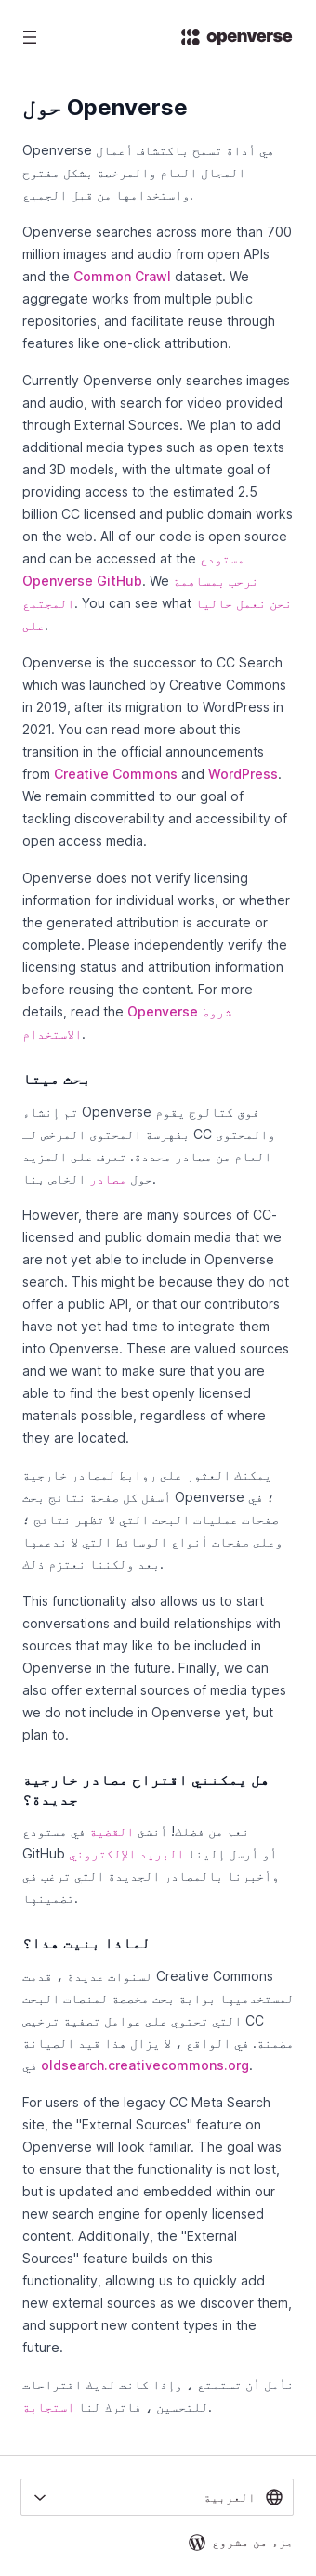 openverse
حول Openverse
Openverse هي أداة تسمح باكتشاف أعمال
المجال العام والمرخصة بشكل مفتوح
واستخدامها من قبل الجميع.
Openverse searches across more than 700
million images and audio from open APIs
and the Common Crawl dataset. We
aggregate works from multiple public
repositories, and facilitate reuse through
features like one-click attribution.
Currently Openverse only searches images
and audio, with search for video provided
through External Sources. We plan to add
additional media types such as open texts
and 3D models, with the ultimate goal of
providing access to the estimated 2.5
billion CC licensed and public domain works
on the web. All of our code is open source
and can be accessed at the مستودع
Openverse GitHub. We نرحب بمساهمة
المجتمع. You can see what نحن نعمل حاليا
على.
Openverse is the successor to CC Search
which was launched by Creative Commons
in 2019, after its migration to WordPress in
2021. You can read more about this
transition in the official announcements
from Creative Commons and WordPress.
We remain committed to our goal of
tackling discoverability and accessibility of
open access media.
Openverse does not verify licensing
information for individual works, or whether
the generated attribution is accurate or
complete. Please independently verify the
licensing status and attribution information
before reusing the content. For more
details, read the Openverse شروط
الاستخدام.
بحث ميتا
تم إنشاء Openverse فوق كتالوج يقوم
بفهرسة المحتوى المرخص لـ CC والمحتوى
العام من مصادر محددة. تعرف على المزيد
حول مصادر الخاص بنا.
However, there are many sources of CC-
licensed and public domain media that we
are not yet able to include in Openverse
search. This might be because they do not
offer a public API, or that our contributors
have not yet had time to integrate them
into Openverse. These are valued sources
and we want to make sure that you are
able to find the best openly licensed
materials possible, regardless of where
they are located.
يمكنك العثور على روابط لمصادر خارجية
أسفل كل صفحة نتائج بحث Openverse ؛ في
صفحات عمليات البحث التي لا تظهر نتائج ؛
وعلى صفحات أنواع الوسائط التي لا ندعمها
بعد ولكننا نعتزم ذلك.
This functionality also allows us to start
conversations and build relationships with
sources that may like to be included in
Openverse in the future. Finally, we can
also offer external sources of media types
we do not include in Openverse yet, but
plan to.
هل يمكنني اقتراح مصادر خارجية
جديدة؟
نعم من فضلك! أنشئ القضية في مستودع
GitHub أو أرسل إلينا البريد الإلكتروني
وأخبرنا بالمصادر الجديدة التي ترغب في
تضمينها.
لماذا بنيت هذا؟
لسنوات عديدة ، قدمت Creative Commons
لمستخدميها بوابة بحث مخصصة لمنصات البحث
التي تحتوي على عوامل تصفية ترخيص CC
مضمنة. في الواقع ، لا يزال هذا قيد الصيانة
في oldsearch.creativecommons.org.
For users of the legacy CC Meta Search
site, the "External Sources" feature on
Openverse will look familiar. The goal was
to ensure that the functionality is not lost,
but is updated and embedded within our
new search engine for openly licensed
content. Additionally, the "External
Sources" feature builds on this
functionality, allowing us to quickly add
new external sources as we discover them,
and support new content types in the
future.
نأمل أن تستمتع ، وإذا كانت لديك اقتراحات
للتحسين ، فاترك لنا استجابة.
العربية
جزء من مشروع